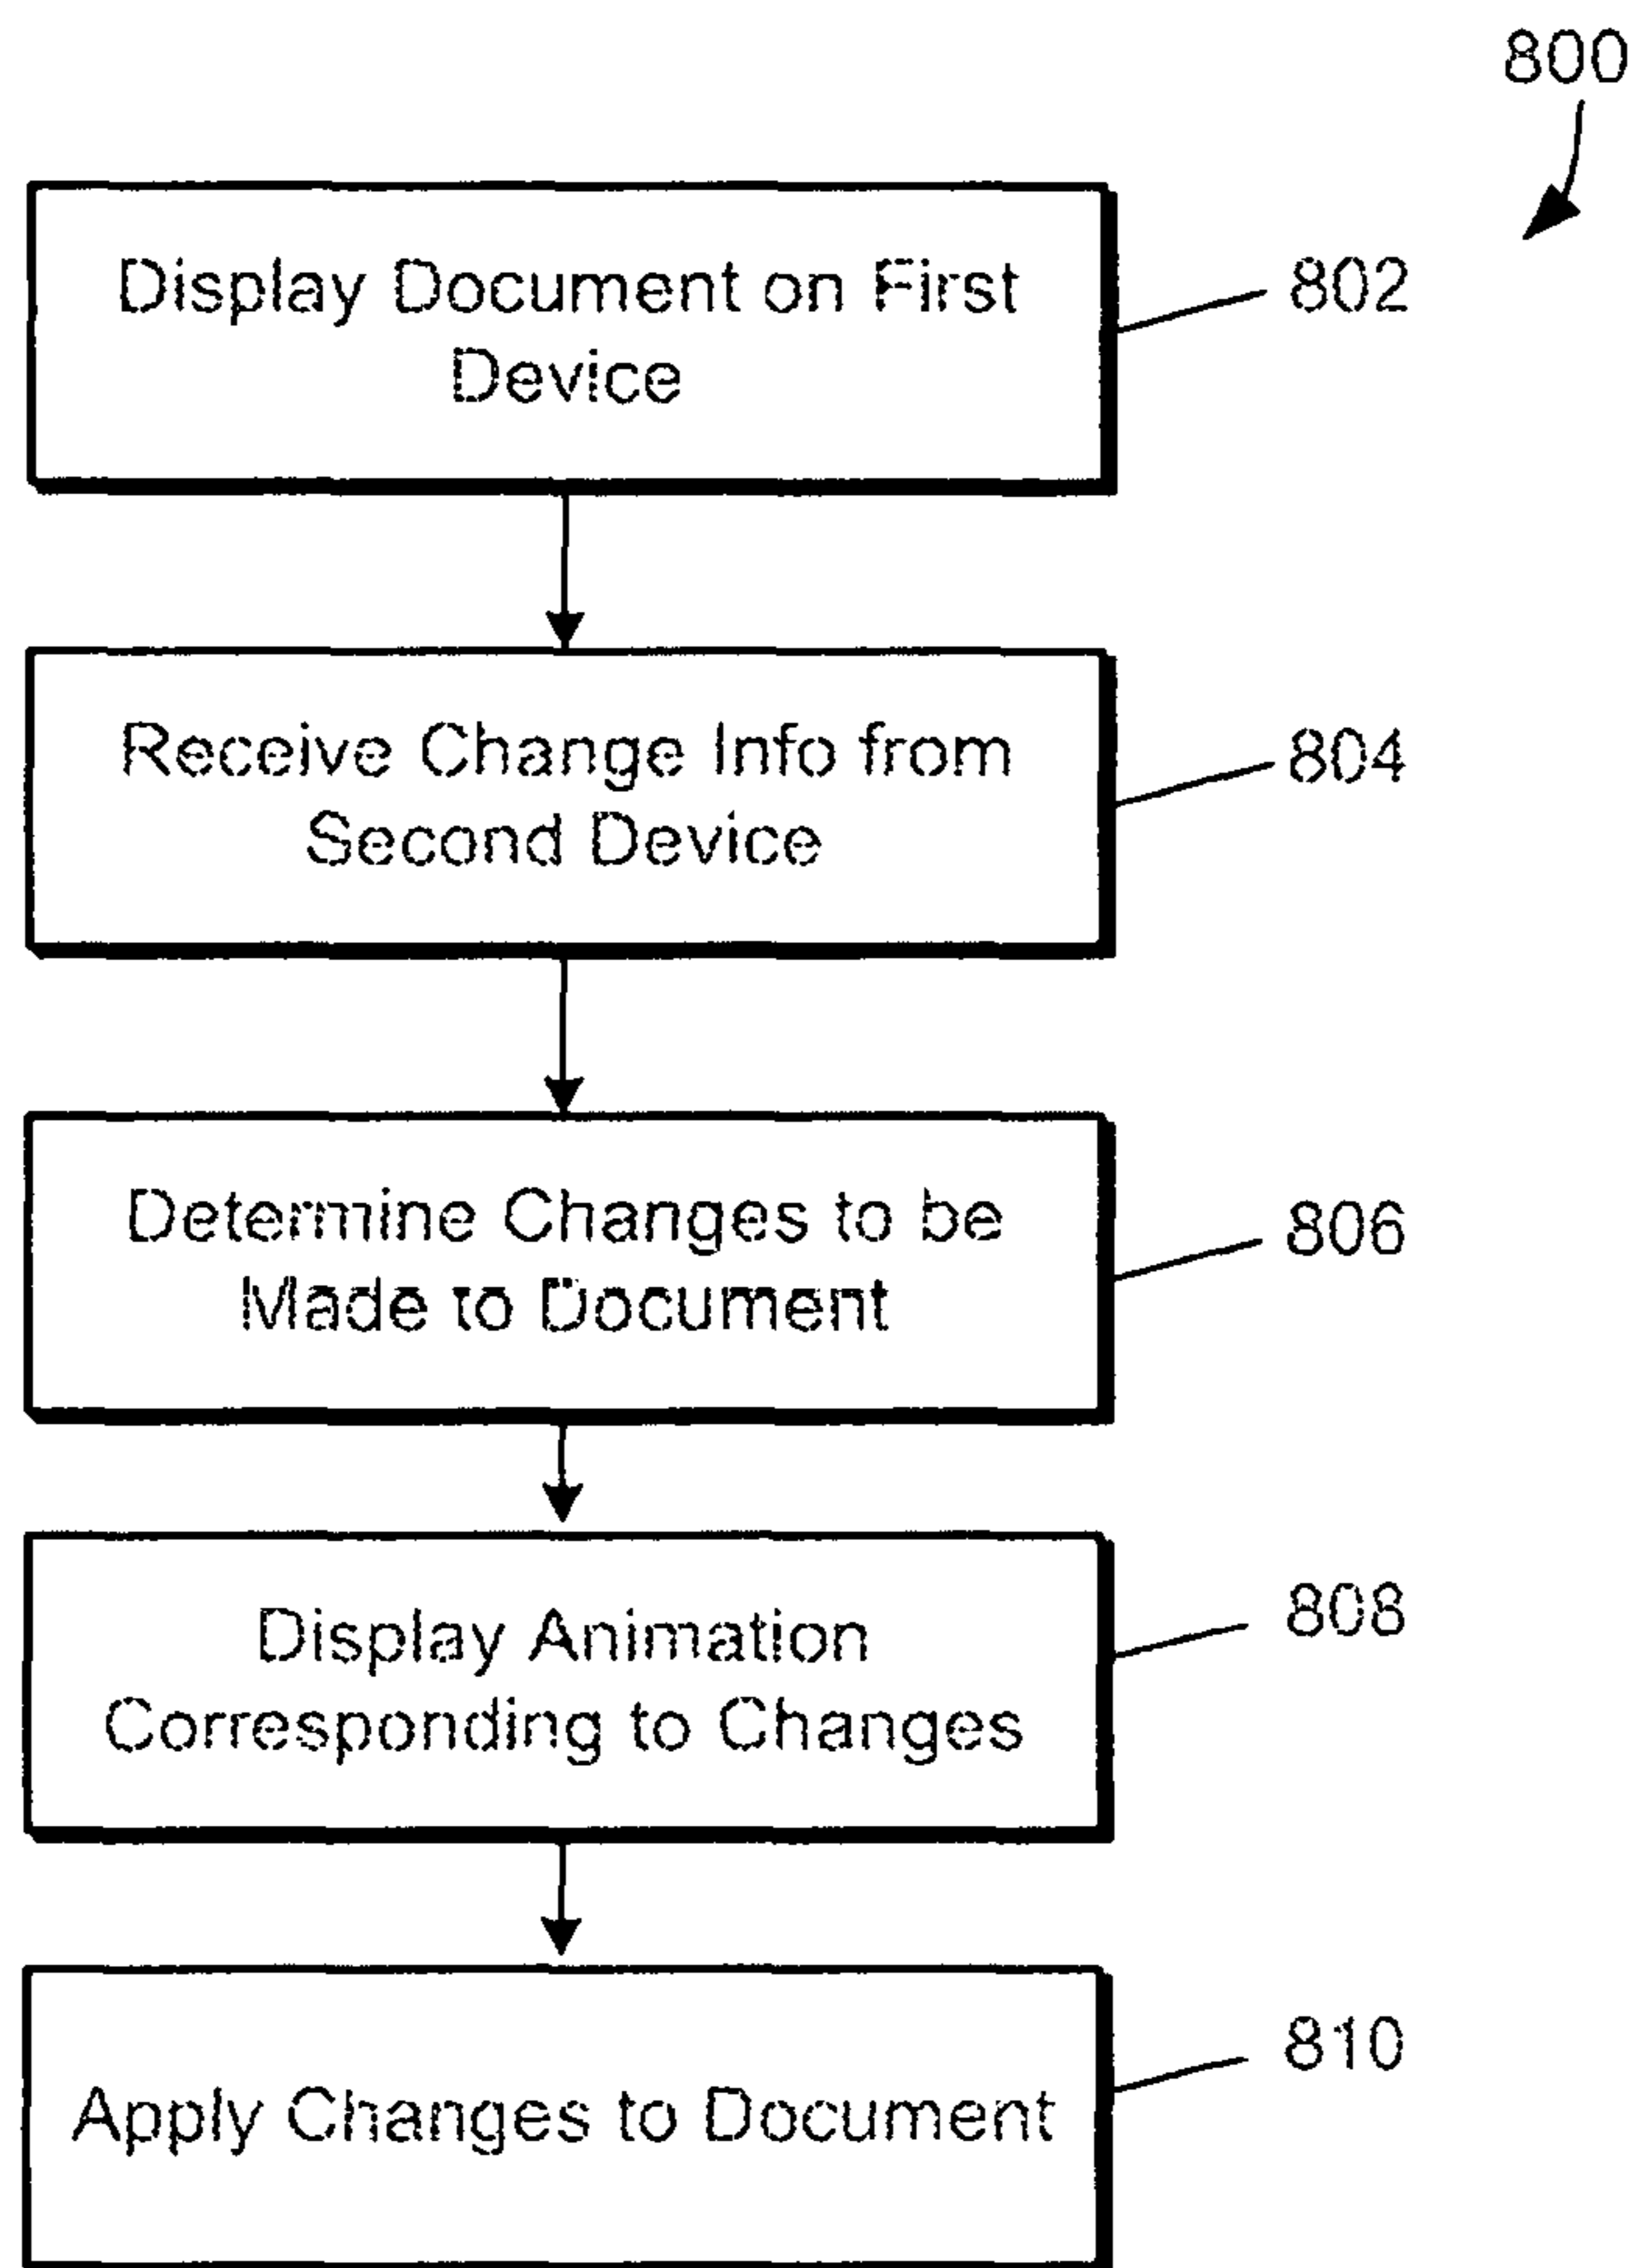 800
Display Document on First
Device
802
Receive Change Info from
Second Device
804
Determine Changes to be
Made to Document
806
Display Animation
Corresponding to Changes
808
Apply Changes to Document
810